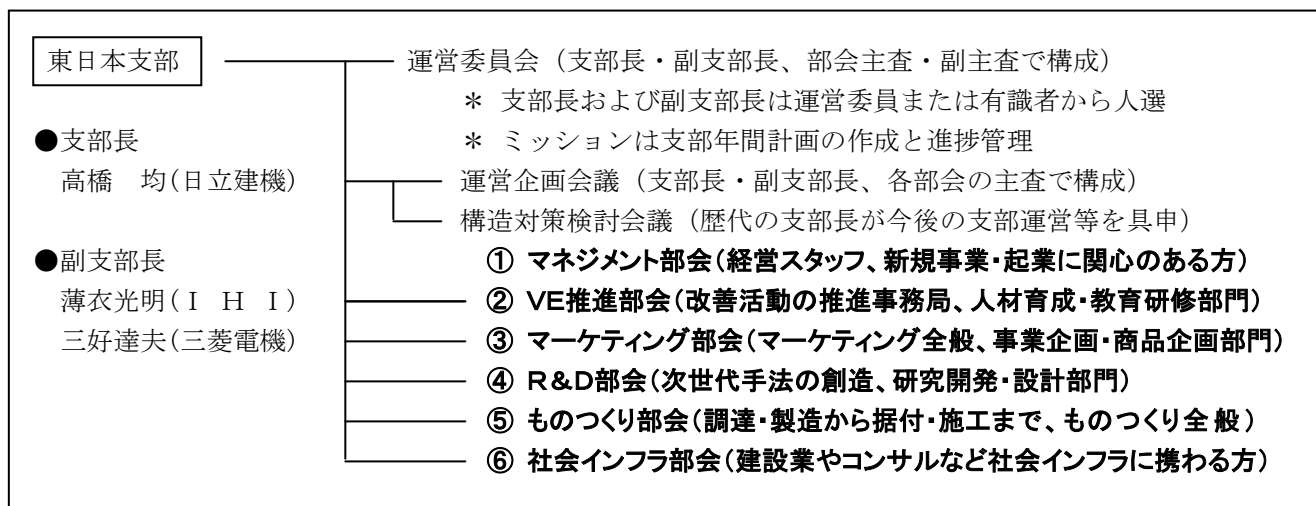 東日本支部
運営委員会（支部長・副支部長、部会主査・副主査で構成）
＊ 支部長および副支部長は運営委員または有識者から人選
●支部長
＊ ミッションは支部年間計画の作成と進捗管理
高橋　均(日立建機)
運営企画会議（支部長・副支部長、各部会の主査で構成）
構造対策検討会議（歴代の支部長が今後の支部運営等を具申）
●副支部長
① マネジメント部会（経営スタッフ、新規事業・起業に関心のある方）
薄衣光明(Ｉ Ｈ Ｉ)
② VE推進部会（改善活動の推進事務局、人材育成・教育研修部門）
三好達夫(三菱電機)
③ マーケティング部会（マーケティング全般、事業企画・商品企画部門）
④ R＆D部会（次世代手法の創造、研究開発・設計部門）
⑤ ものつくり部会（調達・製造から据付・施工まで、ものつくり全般）
⑥ 社会インフラ部会（建設業やコンサルなど社会インフラに携わる方）